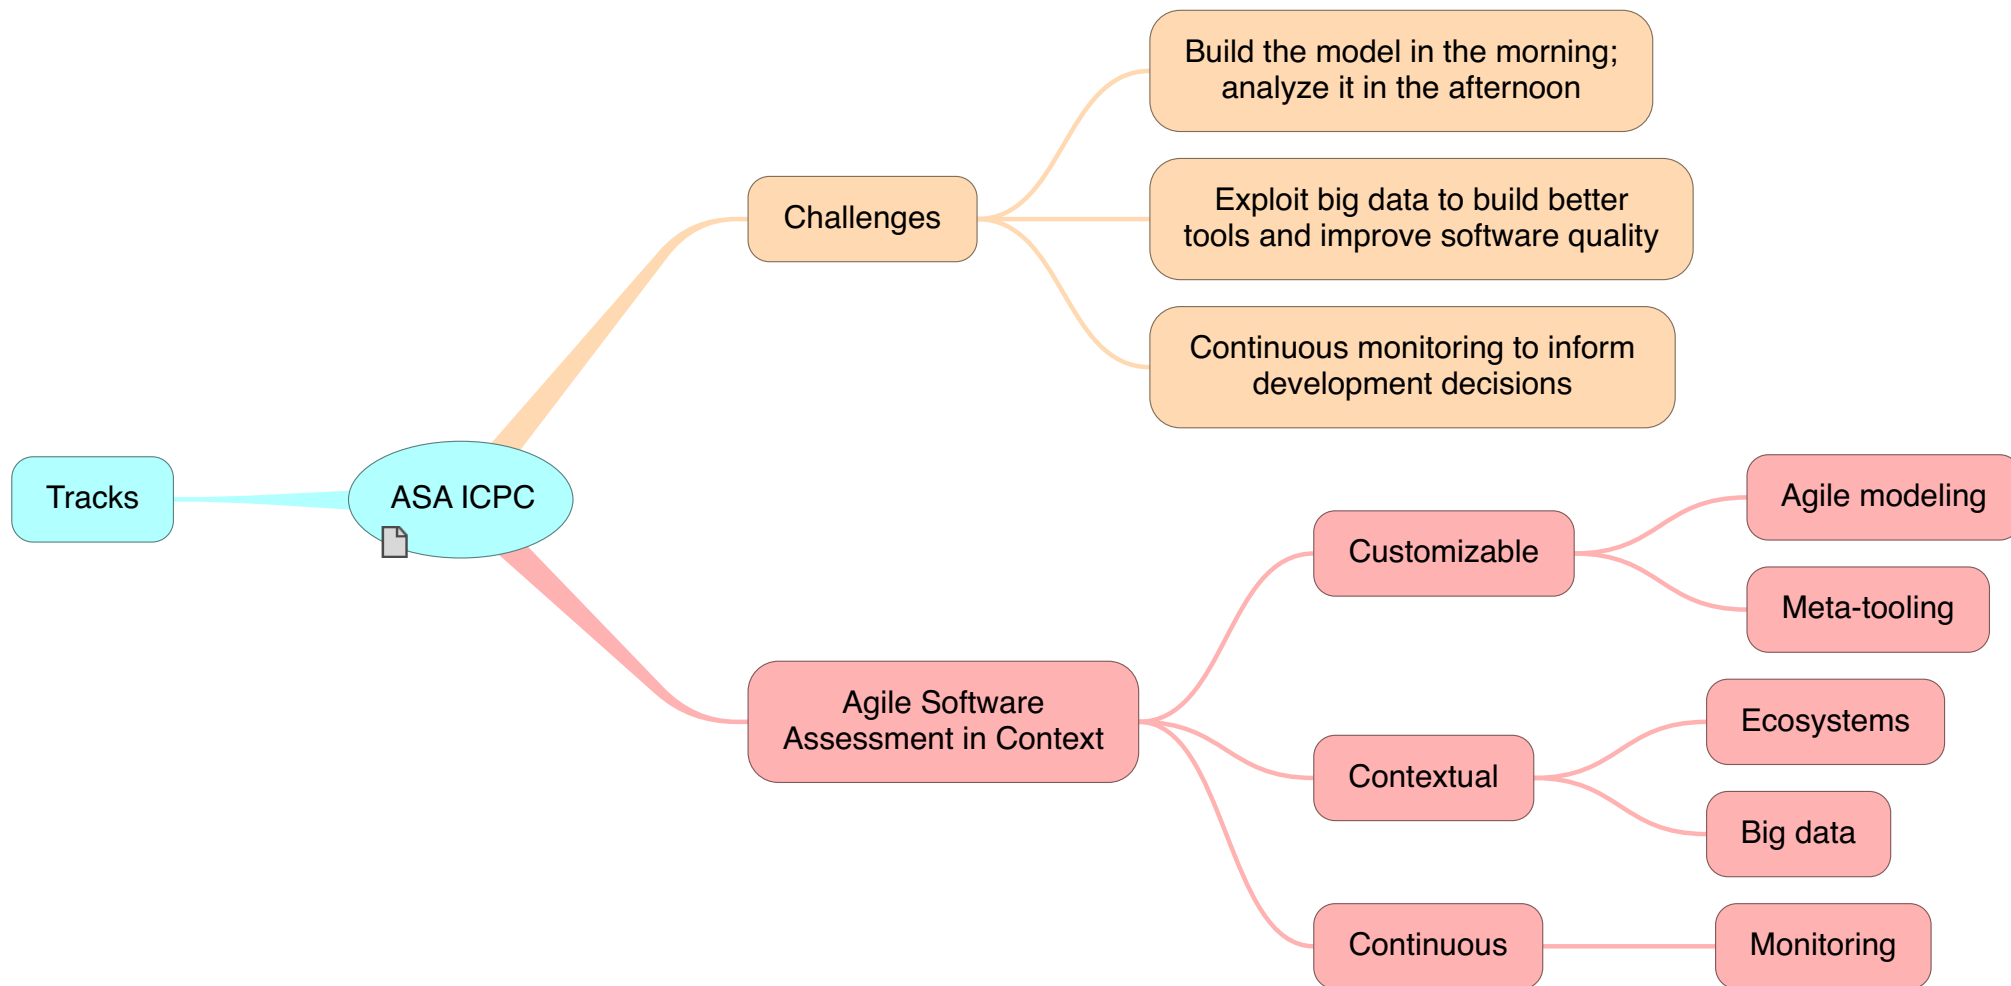 Build the model in the morning;
analyze it in the afternoon
Challenges
Exploit big data to build better
tools and improve software quality
Continuous monitoring to inform
development decisions
Tracks
ASA ICPC
Agile modeling
Customizable
Meta-tooling
Agile Software
Assessment in Context
Ecosystems
Contextual
Big data
Continuous
Monitoring